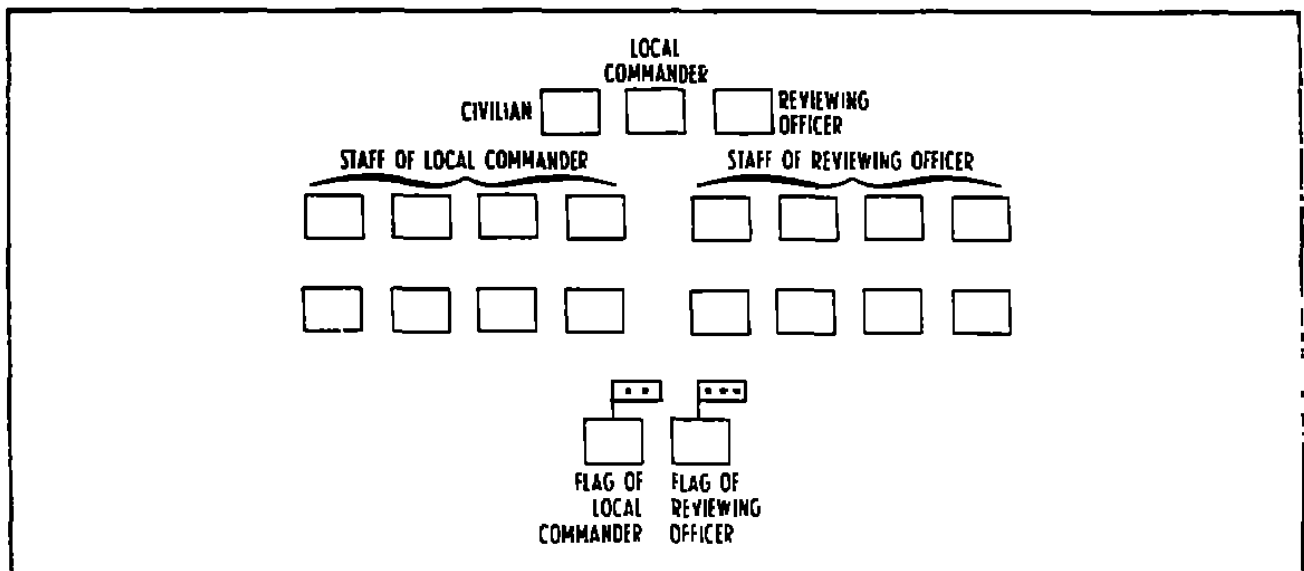 LOCAL
COMMANDER
CIVILIAN
REVIEWING
OFFICER
STAFF OF LOCAL COMMANDER
STAFF OF REVIEWING OFFICER
FLAG OF
LOCAL
COMMANDER
FLAG OF
REVIEWING
OFFICER